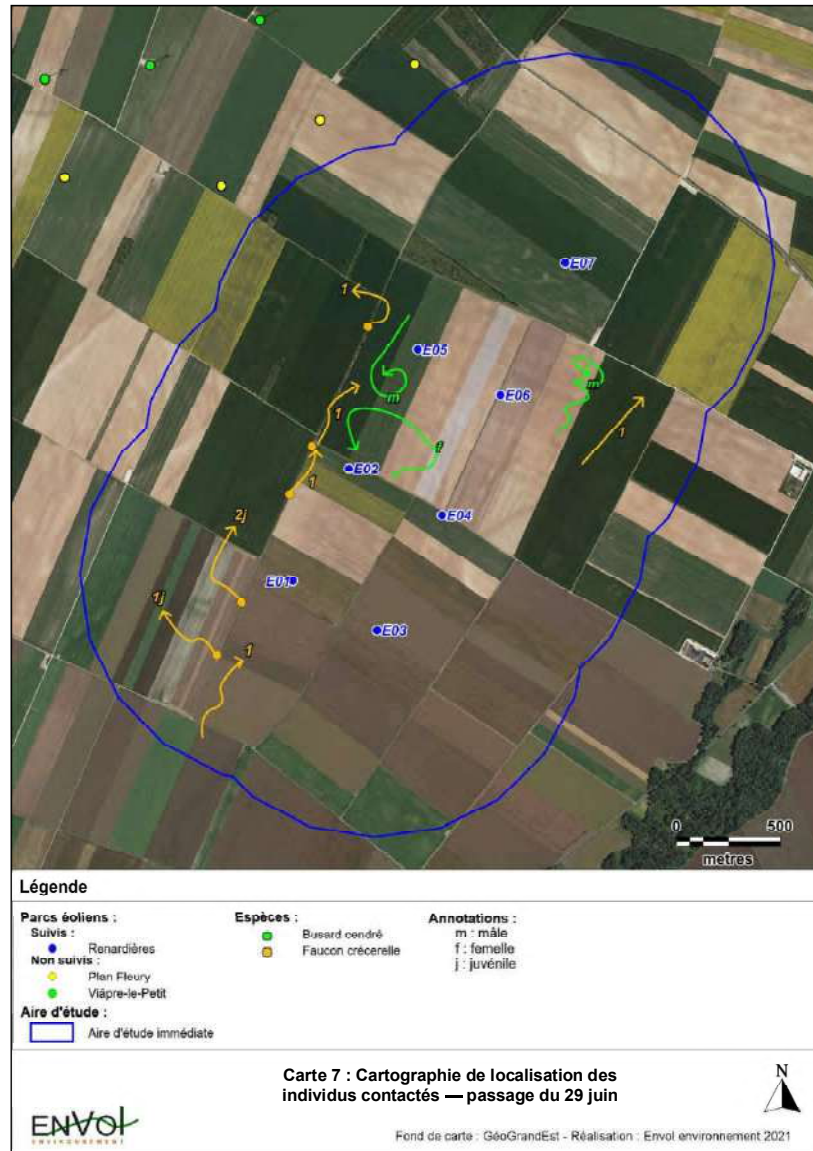 E07
1
E05
m
m
E06
1
1
f
E02
1
E04
2j
E01
1j
E03
1
0 500
metres
Légende
Parcs éoliens :
Suivis :
Renardières
Non suivis :
Plan Fleury
Viâpre-le-Petit
Aire d'étude :
Aire d'étude immédiate
Espèces :
Busard cendré
Faucon crécerelle
Annotations :
m : mâle
f : femelle
j : juvénile
Carte 7 : Cartographie de localisation des
individus contactés — passage du 29 juin
N
ENVOL
ENVIRONNEMENT
Fond de carte : GéoGrandEst - Réalisation : Envol environnement 2021